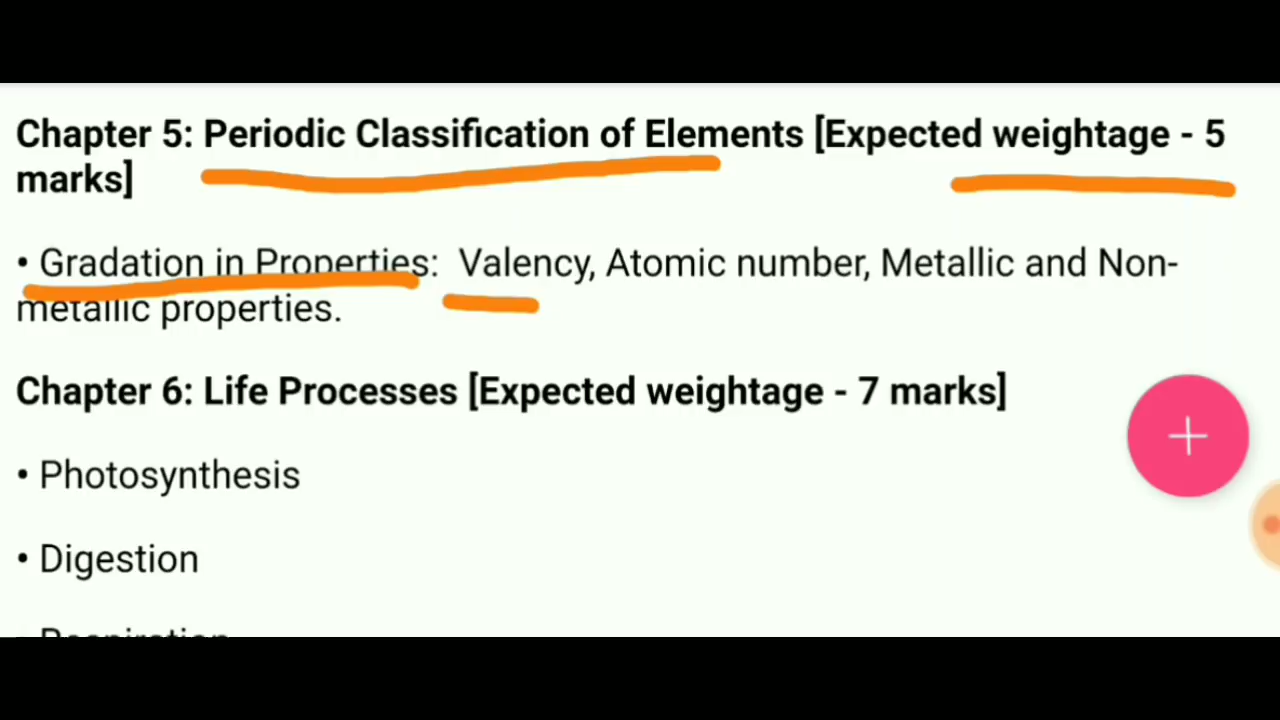 Chapter 5: Periodic Classification of Elements [Expected weightage - 5
marks]
• Gradation in Properties:  Valency, Atomic number, Metallic and Non-
metallic properties.
Chapter 6: Life Processes [Expected weightage - 7 marks]
• Photosynthesis
• Digestion
• Respiration